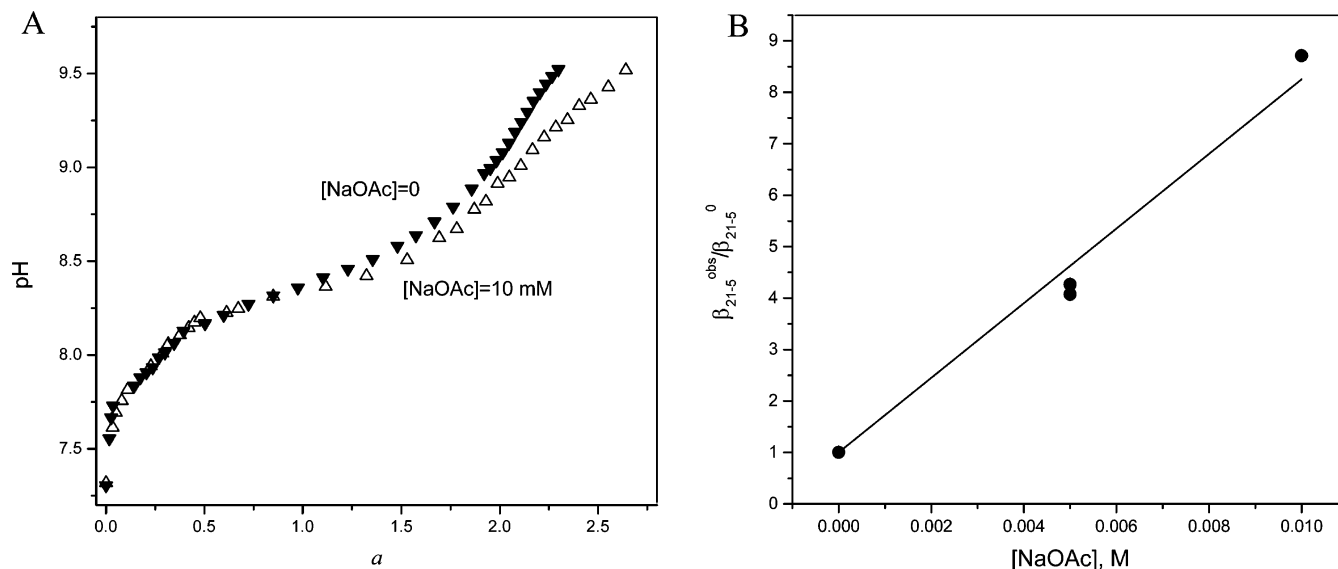 A
9.5
9.0
8.5
8.0
7.5
pH
[NaOAc]=0
[NaOAc]=10 mM
0.0 0.5 1.0 1.5 2.0 2.5
a
B
9
8
7
6
5
4
3
2
1
0
β21-5obs/β21-50
0.000 0.002 0.004 0.006 0.008 0.010
[NaOAc], M